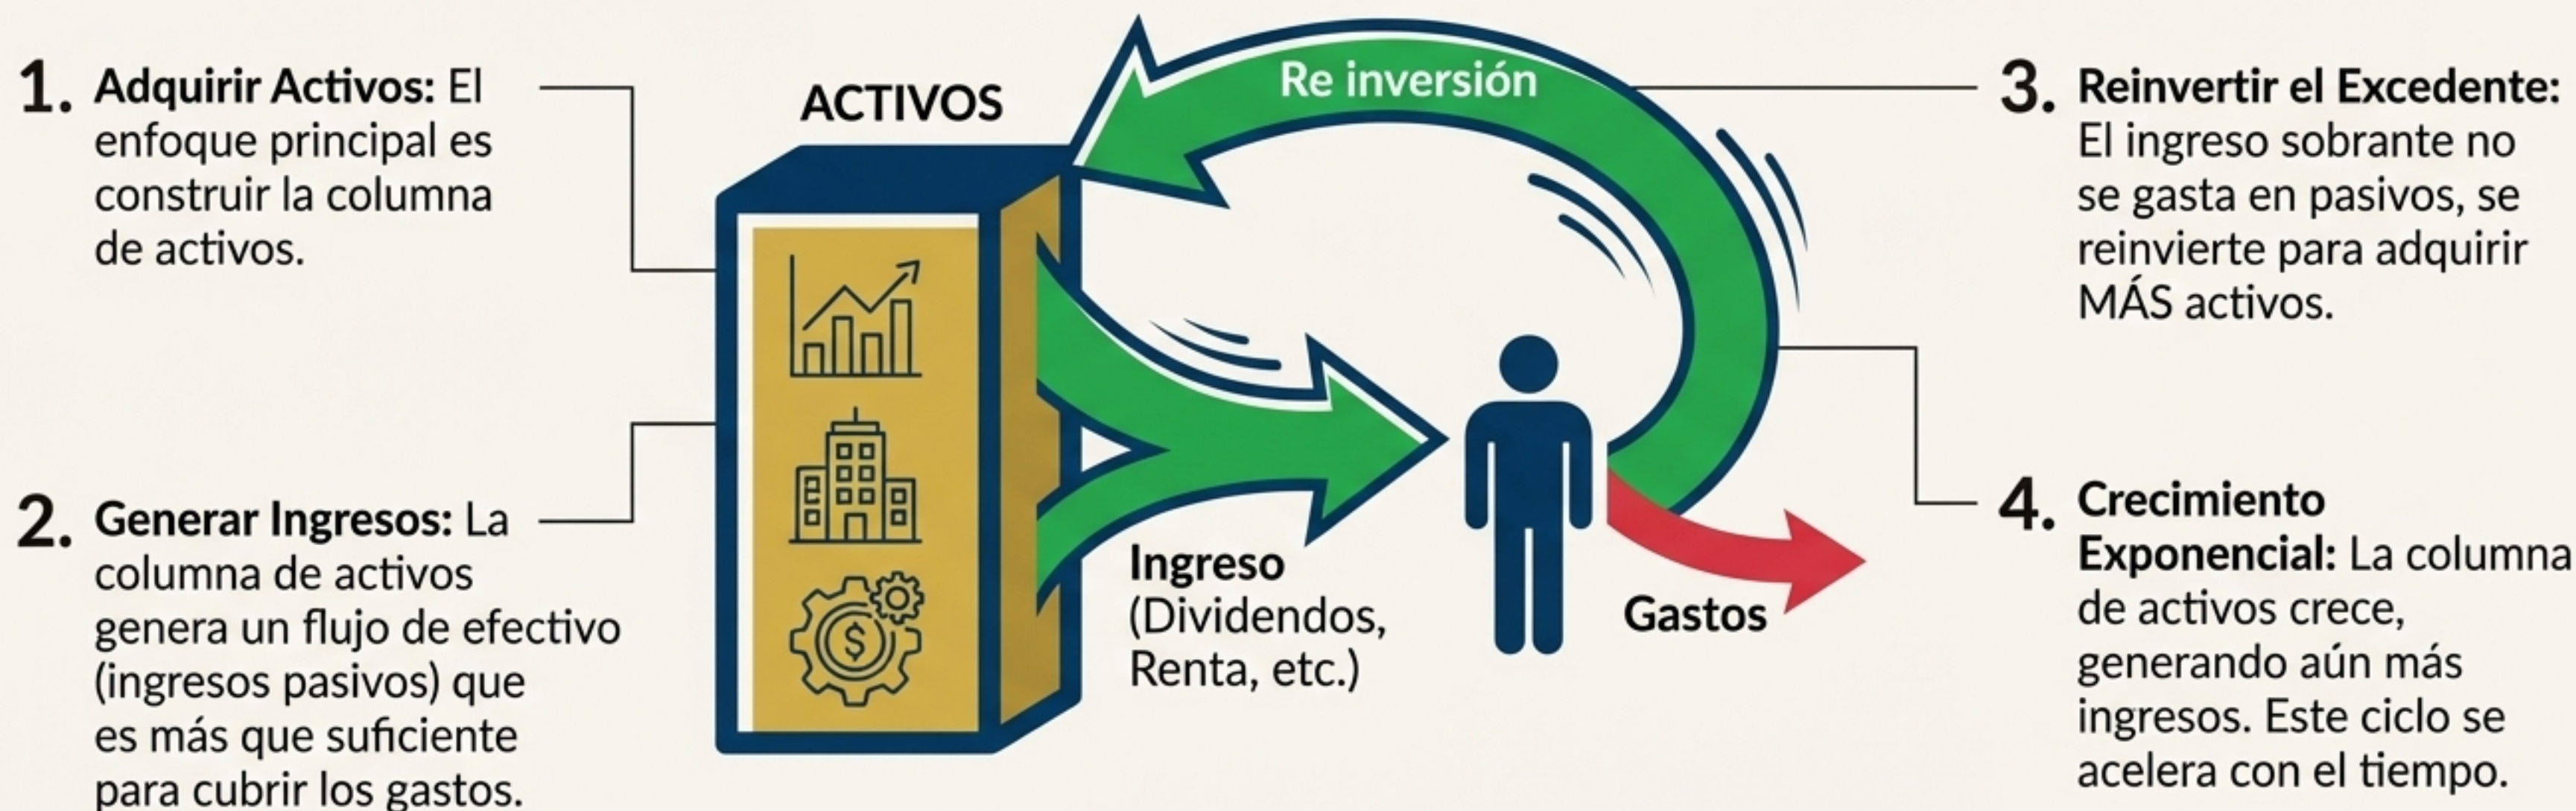 1. Adquirir Activos: El
enfoque principal es
construir la columna
de activos.
2. Generar Ingresos: La
columna de activos
genera un flujo de efectivo
(ingresos pasivos) que
es más que suficiente
para cubrir los gastos.
ACTIVOS
$
Re inversión
Ingreso
(Dividendos,
Renta, etc.)
Gastos
3. Reinvertir el Excedente:
El ingreso sobrante no
se gasta en pasivos, se
reinvierte para adquirir
MÁS activos.
4. Crecimiento
Exponencial: La columna
de activos crece,
generando aún más
ingresos. Este ciclo se
acelera con el tiempo.